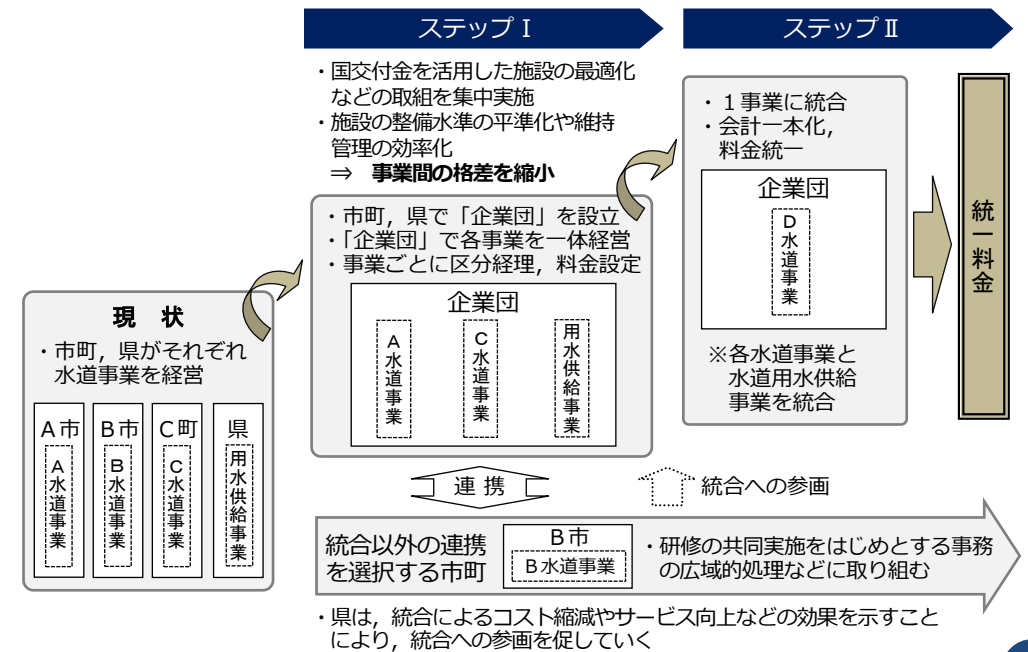 ステップⅠ
ステップⅡ
・国交付金を活用した施設の最適化
などの取組を集中実施
・施設の整備水準の平準化や維持
管理の効率化
⇒ 事業間の格差を縮小
・市町，県で「企業団」を設立
・「企業団」で各事業を一体経営
・事業ごとに区分経理，料金設定
企業団
A水道事業
C水道事業
用水供給事業
・１事業に統合
・会計一本化，
料金統一
企業団
D水道事業
※各水道事業と
水道用水供給
事業を統合
統一料金
現 状
・市町，県がそれぞれ
水道事業を経営
A市
A水道事業
B市
B水道事業
C町
C水道事業
県
用水供給事業
連 携
統合への参画
統合以外の連携
を選択する市町
B市
B水道事業
・研修の共同実施をはじめとする事務
の広域的処理などに取り組む
・県は，統合によるコスト縮減やサービス向上などの効果を示すこと
により，統合への参画を促していく